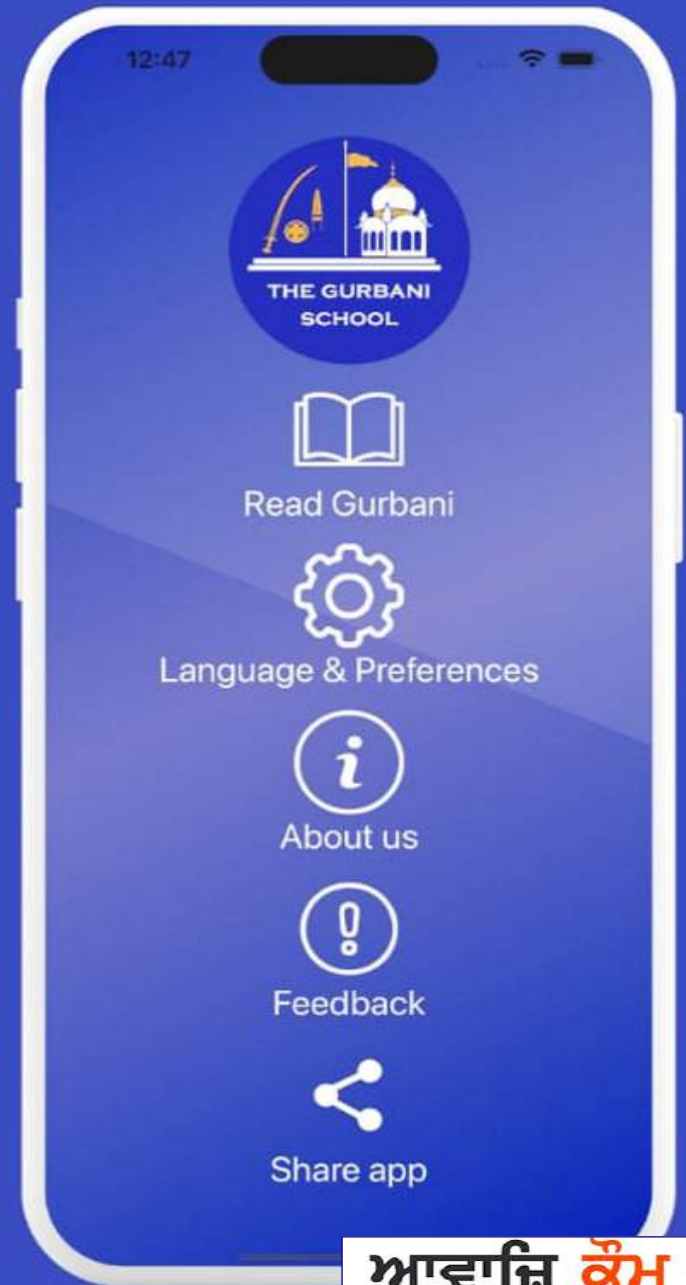 12:47
THE GURBANI
SCHOOL
Read Gurbani
Language & Preferences
About us
Feedback
Share app
ਆਵਾਜ਼ਿ ਕੌਮ